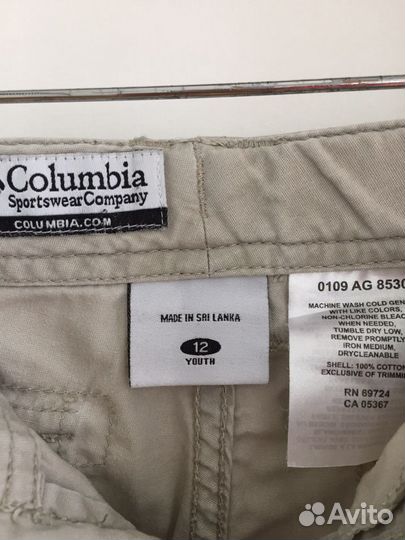 Columbia
Sportswear Company
COLUMBIA.COM
MADE IN SRI LANKA
12
YOUTH
0109 AG 8530
MACHINE WASH COLD GEN
WITH LIKE COLORS,
NON-CHLORINE BLEAC
WHEN NEEDED,
TUMBLE DRY LOW,
REMOVE PROMPTLY
IRON MEDIUM,
DRYCLEANABLE
SHELL: 100% COTTON
EXCLUSIVE OF TRIMMI
RN 69724
CA 05367
Avito